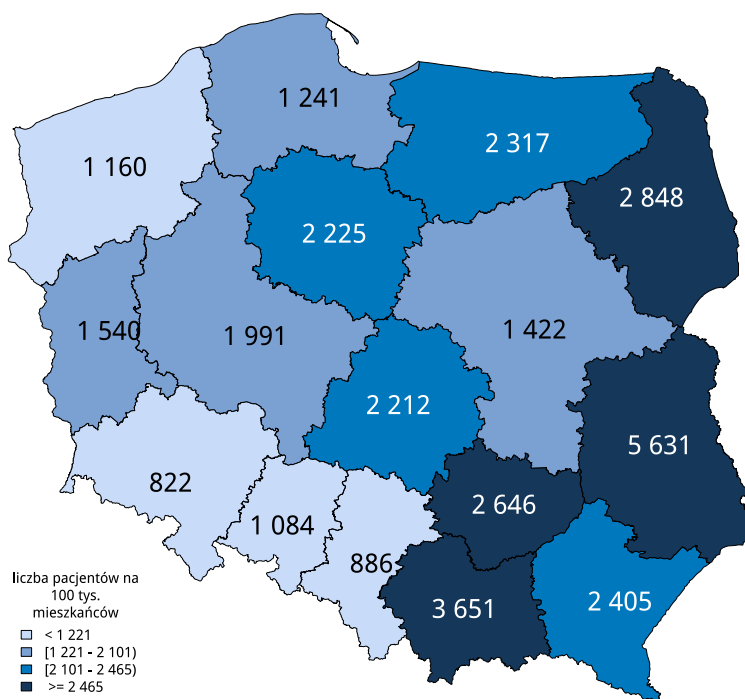 1 241
2 317
1 160
2 848
2 225
1 540
1 991
1 422
2 212
5 631
822
2 646
1 084
886
3 651
2 405
liczba pacjentów na
100 tys.
mieszkańców
< 1 221
[1 221 - 2 101)
[2 101 - 2 465)
>= 2 465